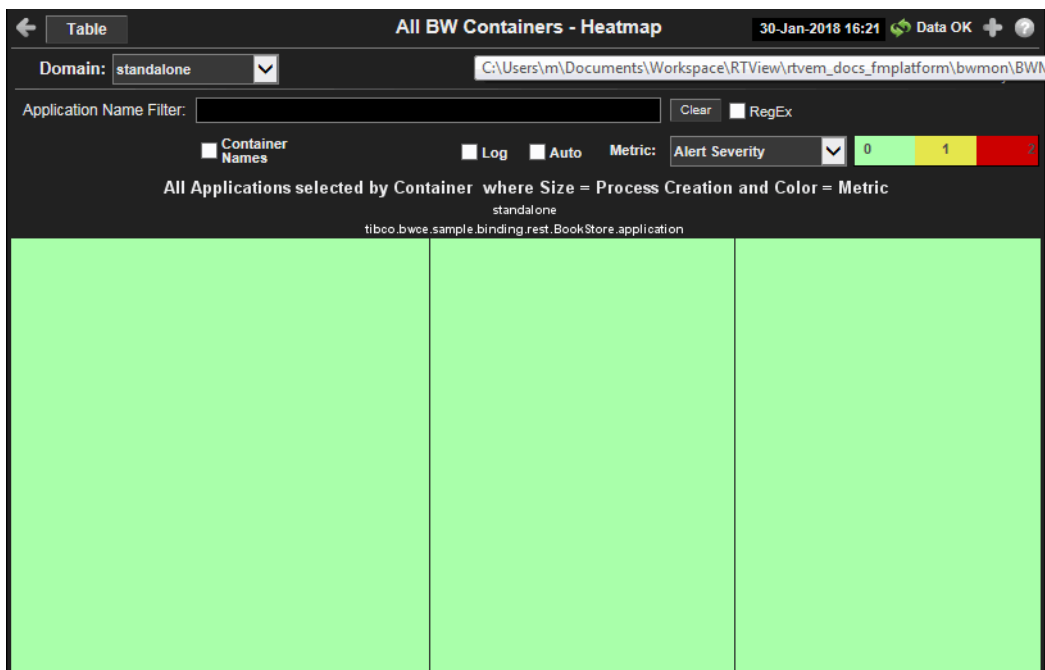 Table All BW Containers - Heatmap 30-Jan-2018 16:21 Data OK
Domain: standalone C:\Users\m\Documents\Workspace\RTView\rtvem_docs_fmplatform\bwmon\BWM
Application Name Filter: Clear RegEx
Container Names Log Auto Metric: Alert Severity 0 1 2
All Applications selected by Container where Size = Process Creation and Color = Metric
standalone
tibco.bwce.sample.binding.rest.BookStore.application